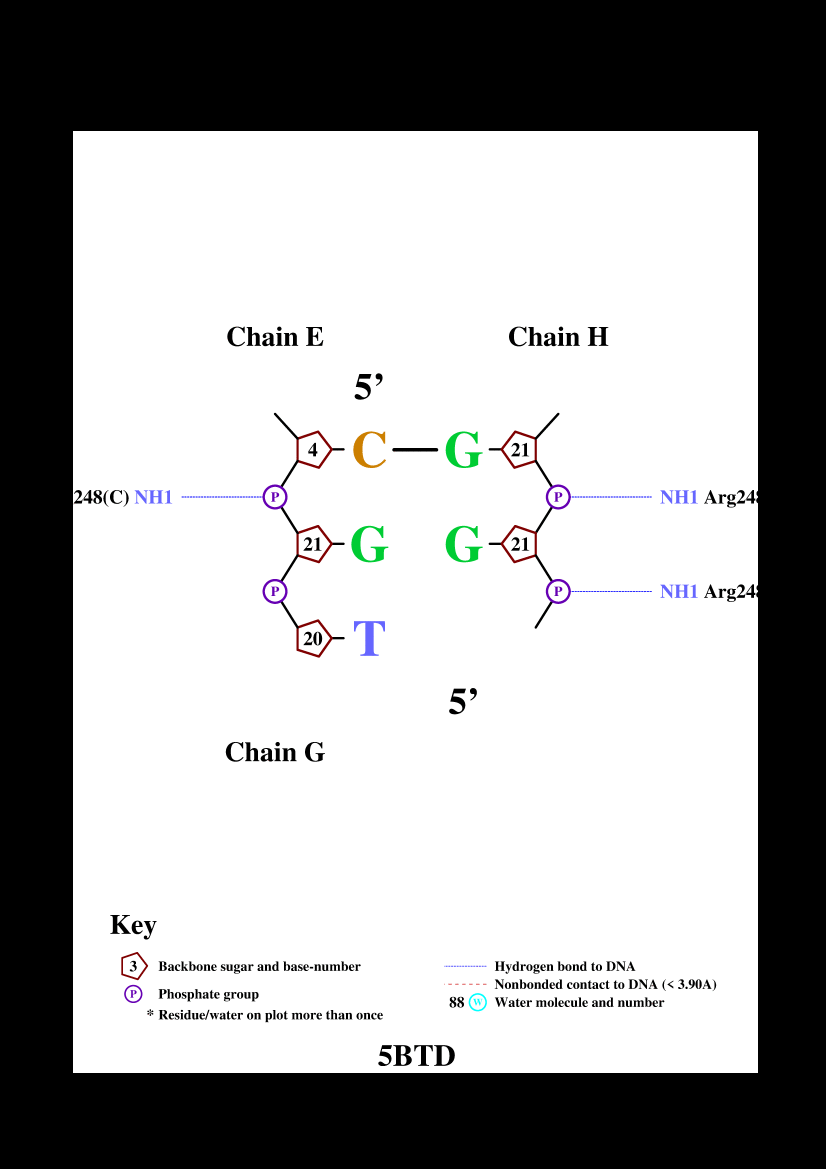 Chain E Chain H
5’
4 C G 21
248(C) NH1 P P NH1 Arg248
21 G G 21
P P NH1 Arg248
20 T
5’
Chain G
Key
3 Backbone sugar and base-number
Hydrogen bond to DNA
Nonbonded contact to DNA (< 3.90A)
P Phosphate group
88 W Water molecule and number
* Residue/water on plot more than once
5BTD